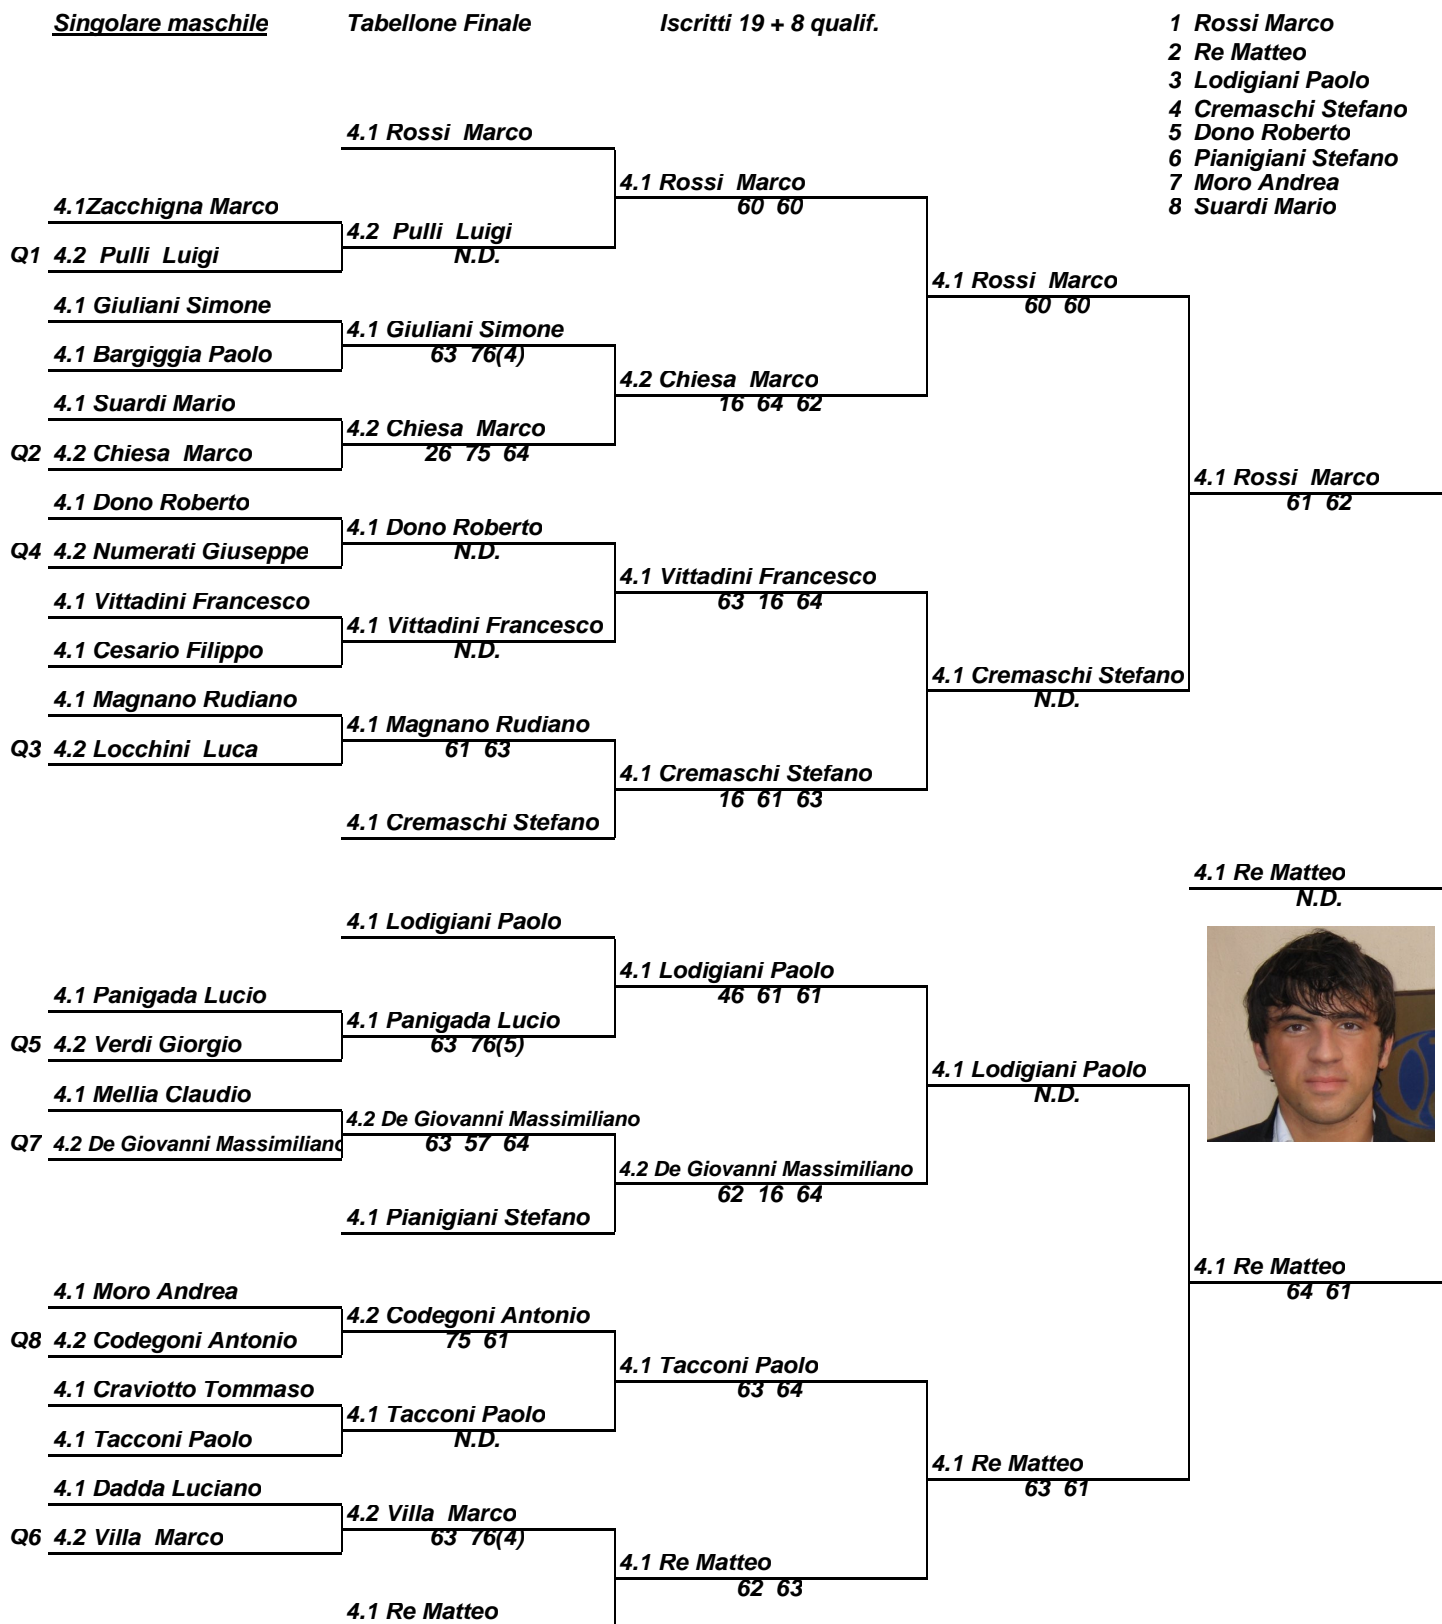 Singolare maschile Tabellone Finale Iscritti 19 + 8 qualif.
1 Rossi Marco
2 Re Matteo
3 Lodigiani Paolo
4 Cremaschi Stefano
5 Dono Roberto
6 Pianigiani Stefano
7 Moro Andrea
8 Suardi Mario
4.1 Rossi Marco
4.1 Rossi Marco
60 60
4.1Zacchigna Marco
4.2 Pulli Luigi
N.D.
Q1 4.2 Pulli Luigi
4.1 Rossi Marco
60 60
4.1 Giuliani Simone
4.1 Giuliani Simone
63 76(4)
4.1 Bargiggia Paolo
4.2 Chiesa Marco
16 64 62
4.1 Suardi Mario
4.2 Chiesa Marco
26 75 64
Q2 4.2 Chiesa Marco
4.1 Rossi Marco
61 62
4.1 Dono Roberto
4.1 Dono Roberto
N.D.
Q4 4.2 Numerati Giuseppe
4.1 Vittadini Francesco
63 16 64
4.1 Vittadini Francesco
4.1 Vittadini Francesco
N.D.
4.1 Cesario Filippo
4.1 Cremaschi Stefano
N.D.
4.1 Magnano Rudiano
4.1 Magnano Rudiano
61 63
Q3 4.2 Locchini Luca
4.1 Cremaschi Stefano
16 61 63
4.1 Cremaschi Stefano
4.1 Re Matteo
N.D.
4.1 Lodigiani Paolo
4.1 Lodigiani Paolo
46 61 61
4.1 Panigada Lucio
4.1 Panigada Lucio
63 76(5)
Q5 4.2 Verdi Giorgio
4.1 Lodigiani Paolo
N.D.
4.1 Mellia Claudio
4.2 De Giovanni Massimiliano
63 57 64
Q7 4.2 De Giovanni Massimiliano
4.2 De Giovanni Massimiliano
62 16 64
4.1 Pianigiani Stefano
4.1 Re Matteo
64 61
4.1 Moro Andrea
4.2 Codegoni Antonio
75 61
Q8 4.2 Codegoni Antonio
4.1 Tacconi Paolo
63 64
4.1 Craviotto Tommaso
4.1 Tacconi Paolo
N.D.
4.1 Tacconi Paolo
4.1 Re Matteo
63 61
4.1 Dadda Luciano
4.2 Villa Marco
63 76(4)
Q6 4.2 Villa Marco
4.1 Re Matteo
62 63
4.1 Re Matteo